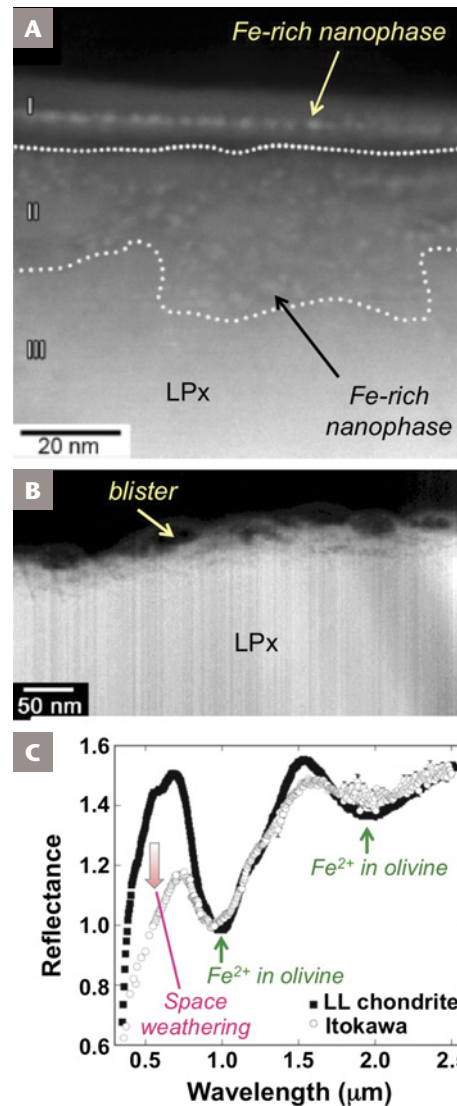 A
Fe-rich nanophase
I
II
III
LPx
Fe-rich
nanophase
20 nm
B
blister
LPx
50 nm
C
1.6
1.4
1.2
1.0
0.8
0.6
Reflectance
Fe²⁺ in olivine
Fe²⁺ in olivine
Space
weathering
■ LL chondrite
○ Itokawa
0.5 1.0 1.5 2.0 2.5
Wavelength (μm)